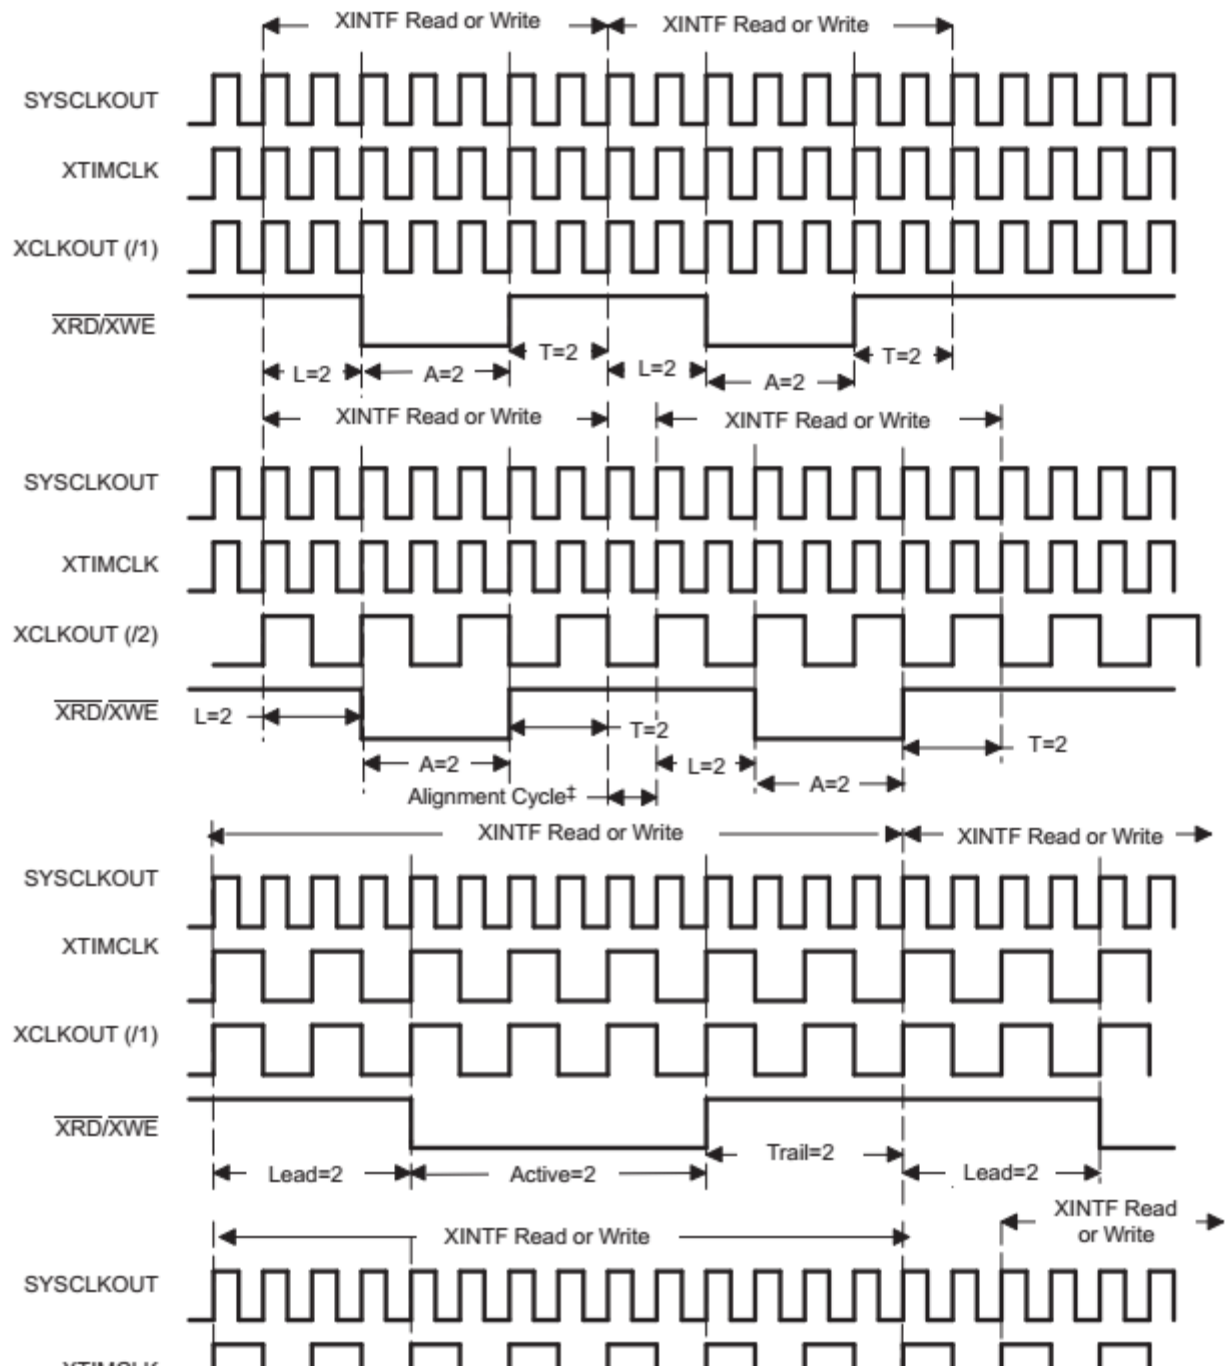 XINTF Read or Write XINTF Read or Write
SYSCLKOUT
XTIMCLK
XCLKOUT (/1)
XRD/XWE
T=2 T=2
L=2 A=2 L=2 A=2
XINTF Read or Write XINTF Read or Write
SYSCLKOUT
XTIMCLK
XCLKOUT (/2)
XRD/XWE
L=2 T=2 T=2
A=2 L=2 A=2
Alignment Cycle‡
XINTF Read or Write XINTF Read or Write
SYSCLKOUT
XTIMCLK
XCLKOUT (/1)
XRD/XWE
Trail=2
Lead=2 Active=2 Lead=2
XINTF Read or Write XINTF Read
or Write
SYSCLKOUT
XTIMCLK